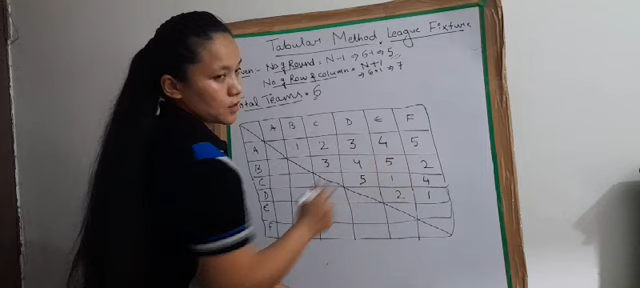 Tabular Method. League Fixture
No of Round = N-1 → 6-1 → 5
No of Row & column = N+1
→ 6+1 → 7
Total Teams = 6
A B C D E F
A 1 2 3 4 5
B 3 4 5 2
C 5 1 4
D 2 1
E
F